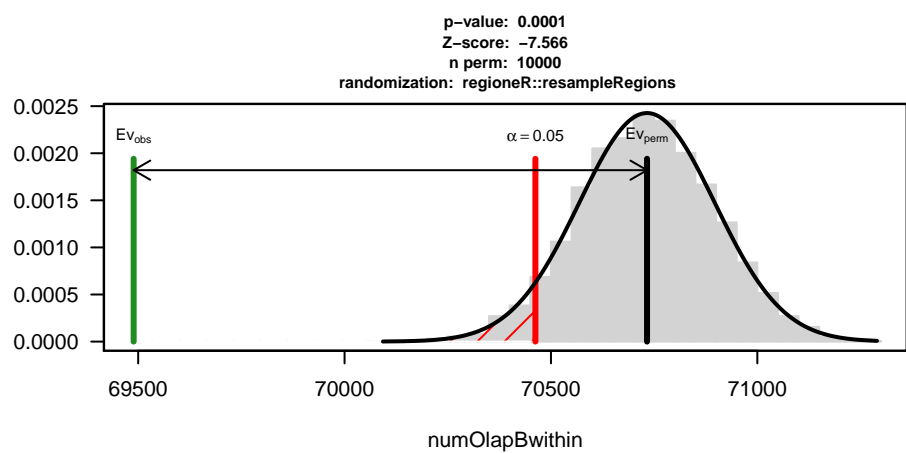 p−value: 0.0001
Z−score: −7.566
n perm: 10000
randomization: regioneR::resampleRegions
0.0025
0.0020
0.0015
0.0010
0.0005
0.0000
Evobs
α = 0.05
Evperm
69500 70000 70500 71000
numOlapBwithin